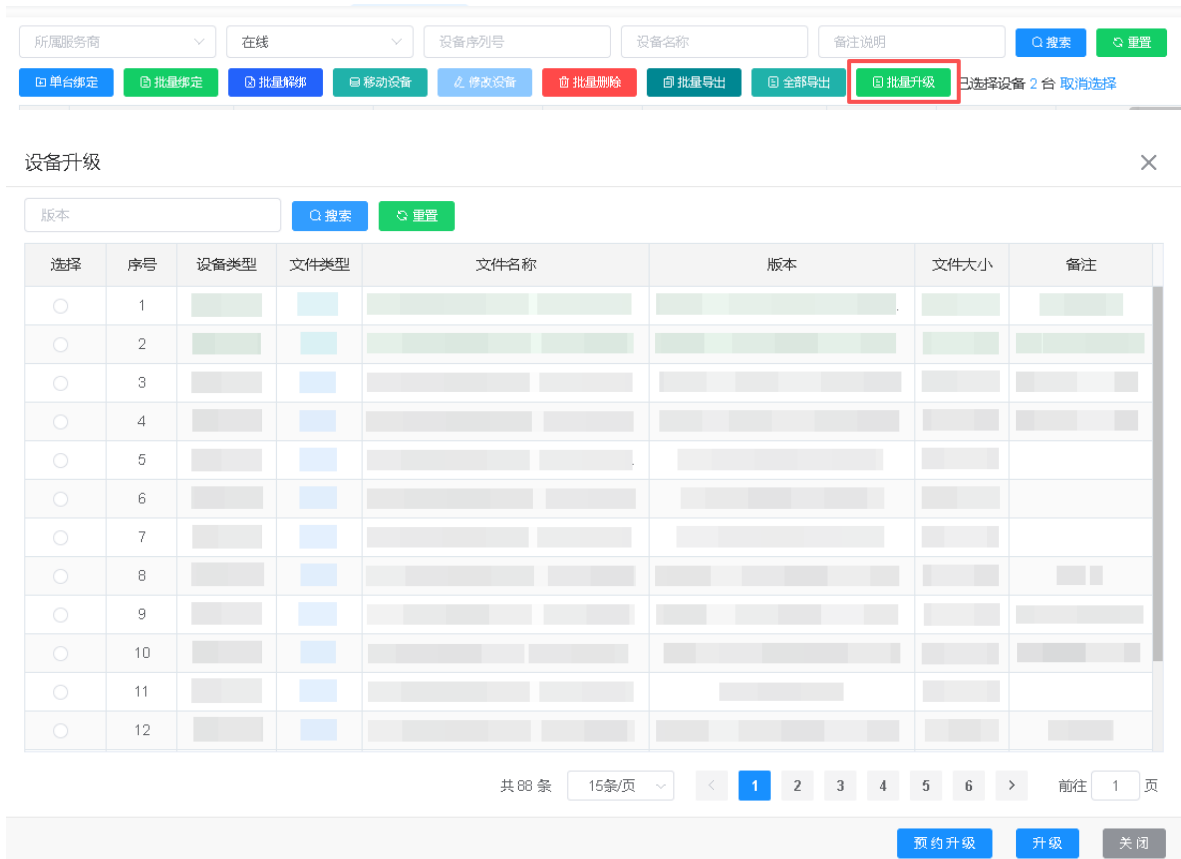 所属服务商 在线 设备序列号 设备名称 备注说明 搜索 重置
单台绑定 批量绑定 批量解绑 移动设备 修改设备 批量删除 批量导出 全部导出 批量升级 已选择设备 2 台 取消选择
设备升级
版本 搜索 重置
选择 序号 设备类型 文件类型 文件名称 版本 文件大小 备注
1
2
3
4
5
6
7
8
9
10
11
12
共 88 条 15条/页 1 2 3 4 5 6 前往 1 页
预约升级 升级 关闭